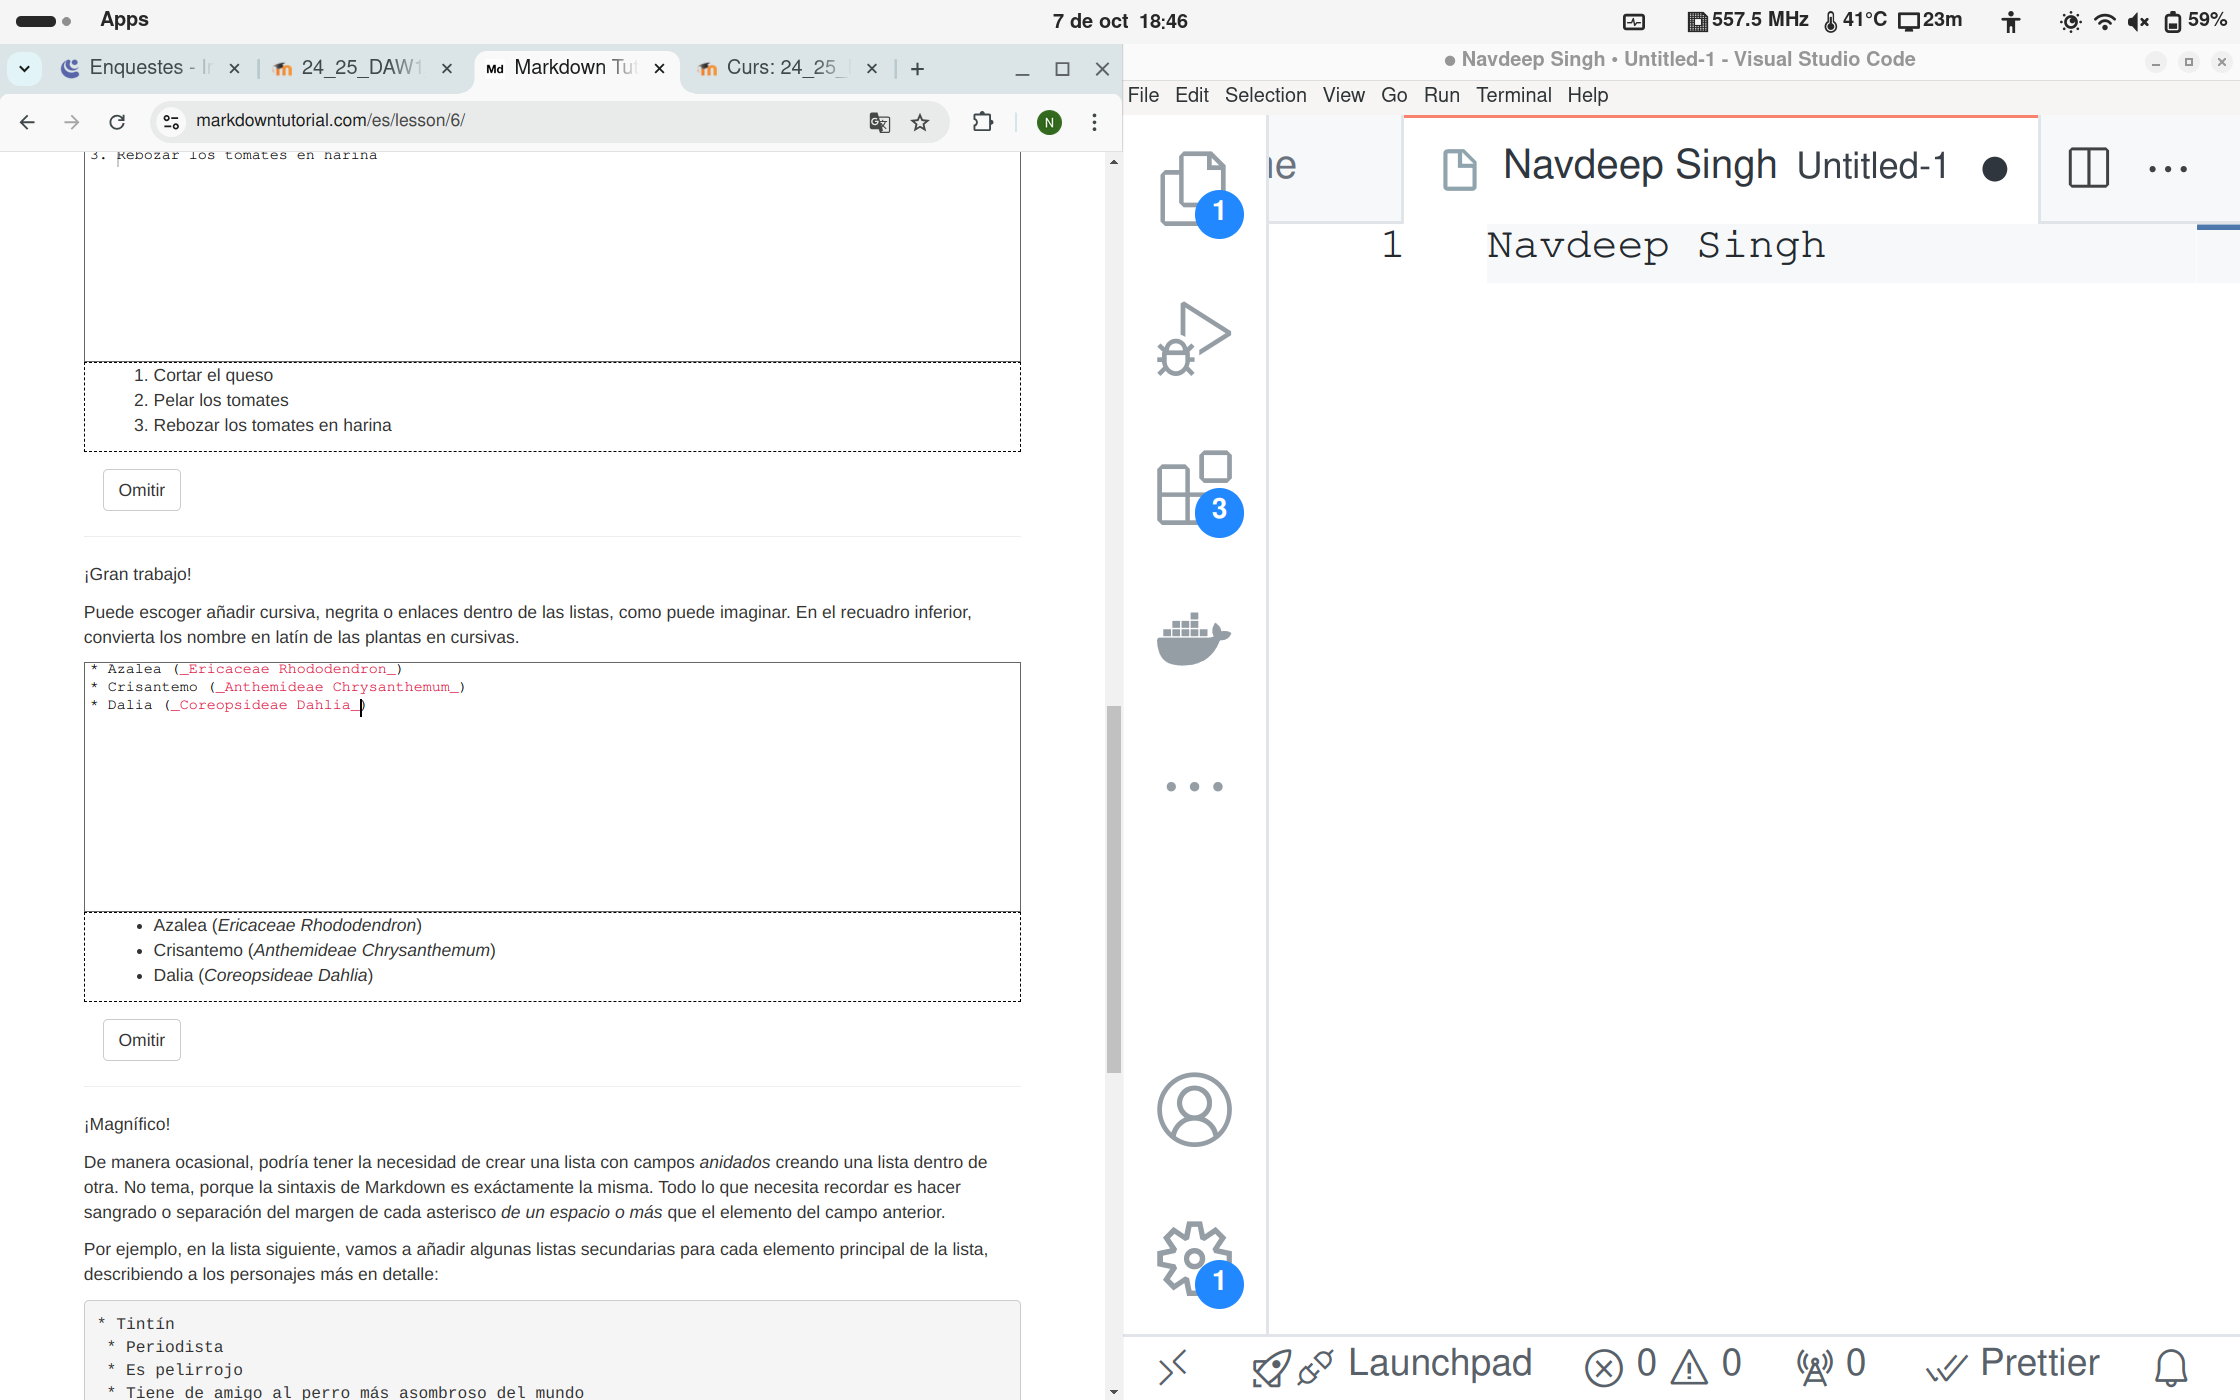 Apps
7 de oct 18:46
557.5 MHz 41°C 23m 59%
Enquestes - Ir
24_25_DAW1
Md Markdown Tut
Curs: 24_25_
markdowntutorial.com/es/lesson/6/
N
3. Rebozar los tomates en harina
1. Cortar el queso
2. Pelar los tomates
3. Rebozar los tomates en harina
Omitir
¡Gran trabajo!
Puede escoger añadir cursiva, negrita o enlaces dentro de las listas, como puede imaginar. En el recuadro inferior,
convierta los nombre en latín de las plantas en cursivas.
* Azalea (_Ericaceae Rhododendron_)
* Crisantemo (_Anthemideae Chrysanthemum_)
* Dalia (_Coreopsideae Dahlia_)
• Azalea (Ericaceae Rhododendron)
• Crisantemo (Anthemideae Chrysanthemum)
• Dalia (Coreopsideae Dahlia)
Omitir
¡Magnífico!
De manera ocasional, podría tener la necesidad de crear una lista con campos anidados creando una lista dentro de
otra. No tema, porque la sintaxis de Markdown es exáctamente la misma. Todo lo que necesita recordar es hacer
sangrado o separación del margen de cada asterisco de un espacio o más que el elemento del campo anterior.
Por ejemplo, en la lista siguiente, vamos a añadir algunas listas secundarias para cada elemento principal de la lista,
describiendo a los personajes más en detalle:
* Tintín
* Periodista
* Es pelirrojo
* Tiene de amigo al perro más asombroso del mundo
● Navdeep Singh • Untitled-1 - Visual Studio Code
File Edit Selection View Go Run Terminal Help
ne
Navdeep Singh Untitled-1
1 Navdeep Singh
1
3
1
Launchpad 0 0 0 Prettier